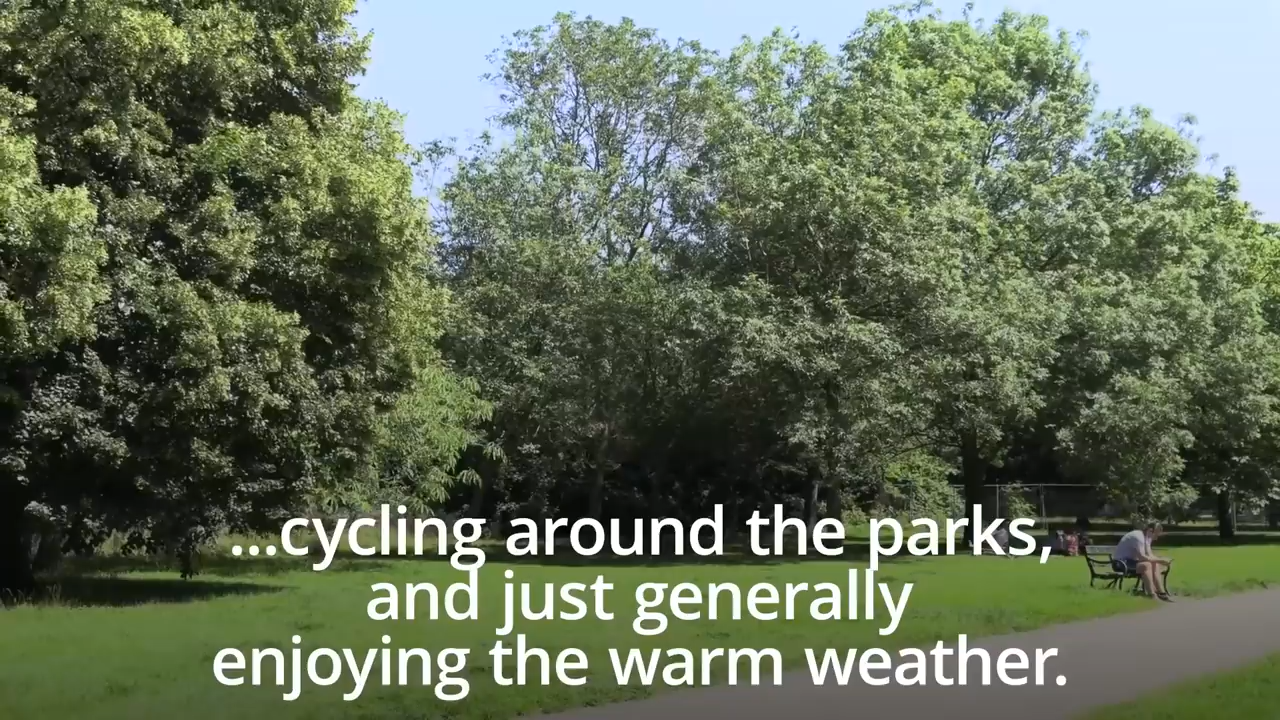 ...cycling around the parks,
and just generally
enjoying the warm weather.